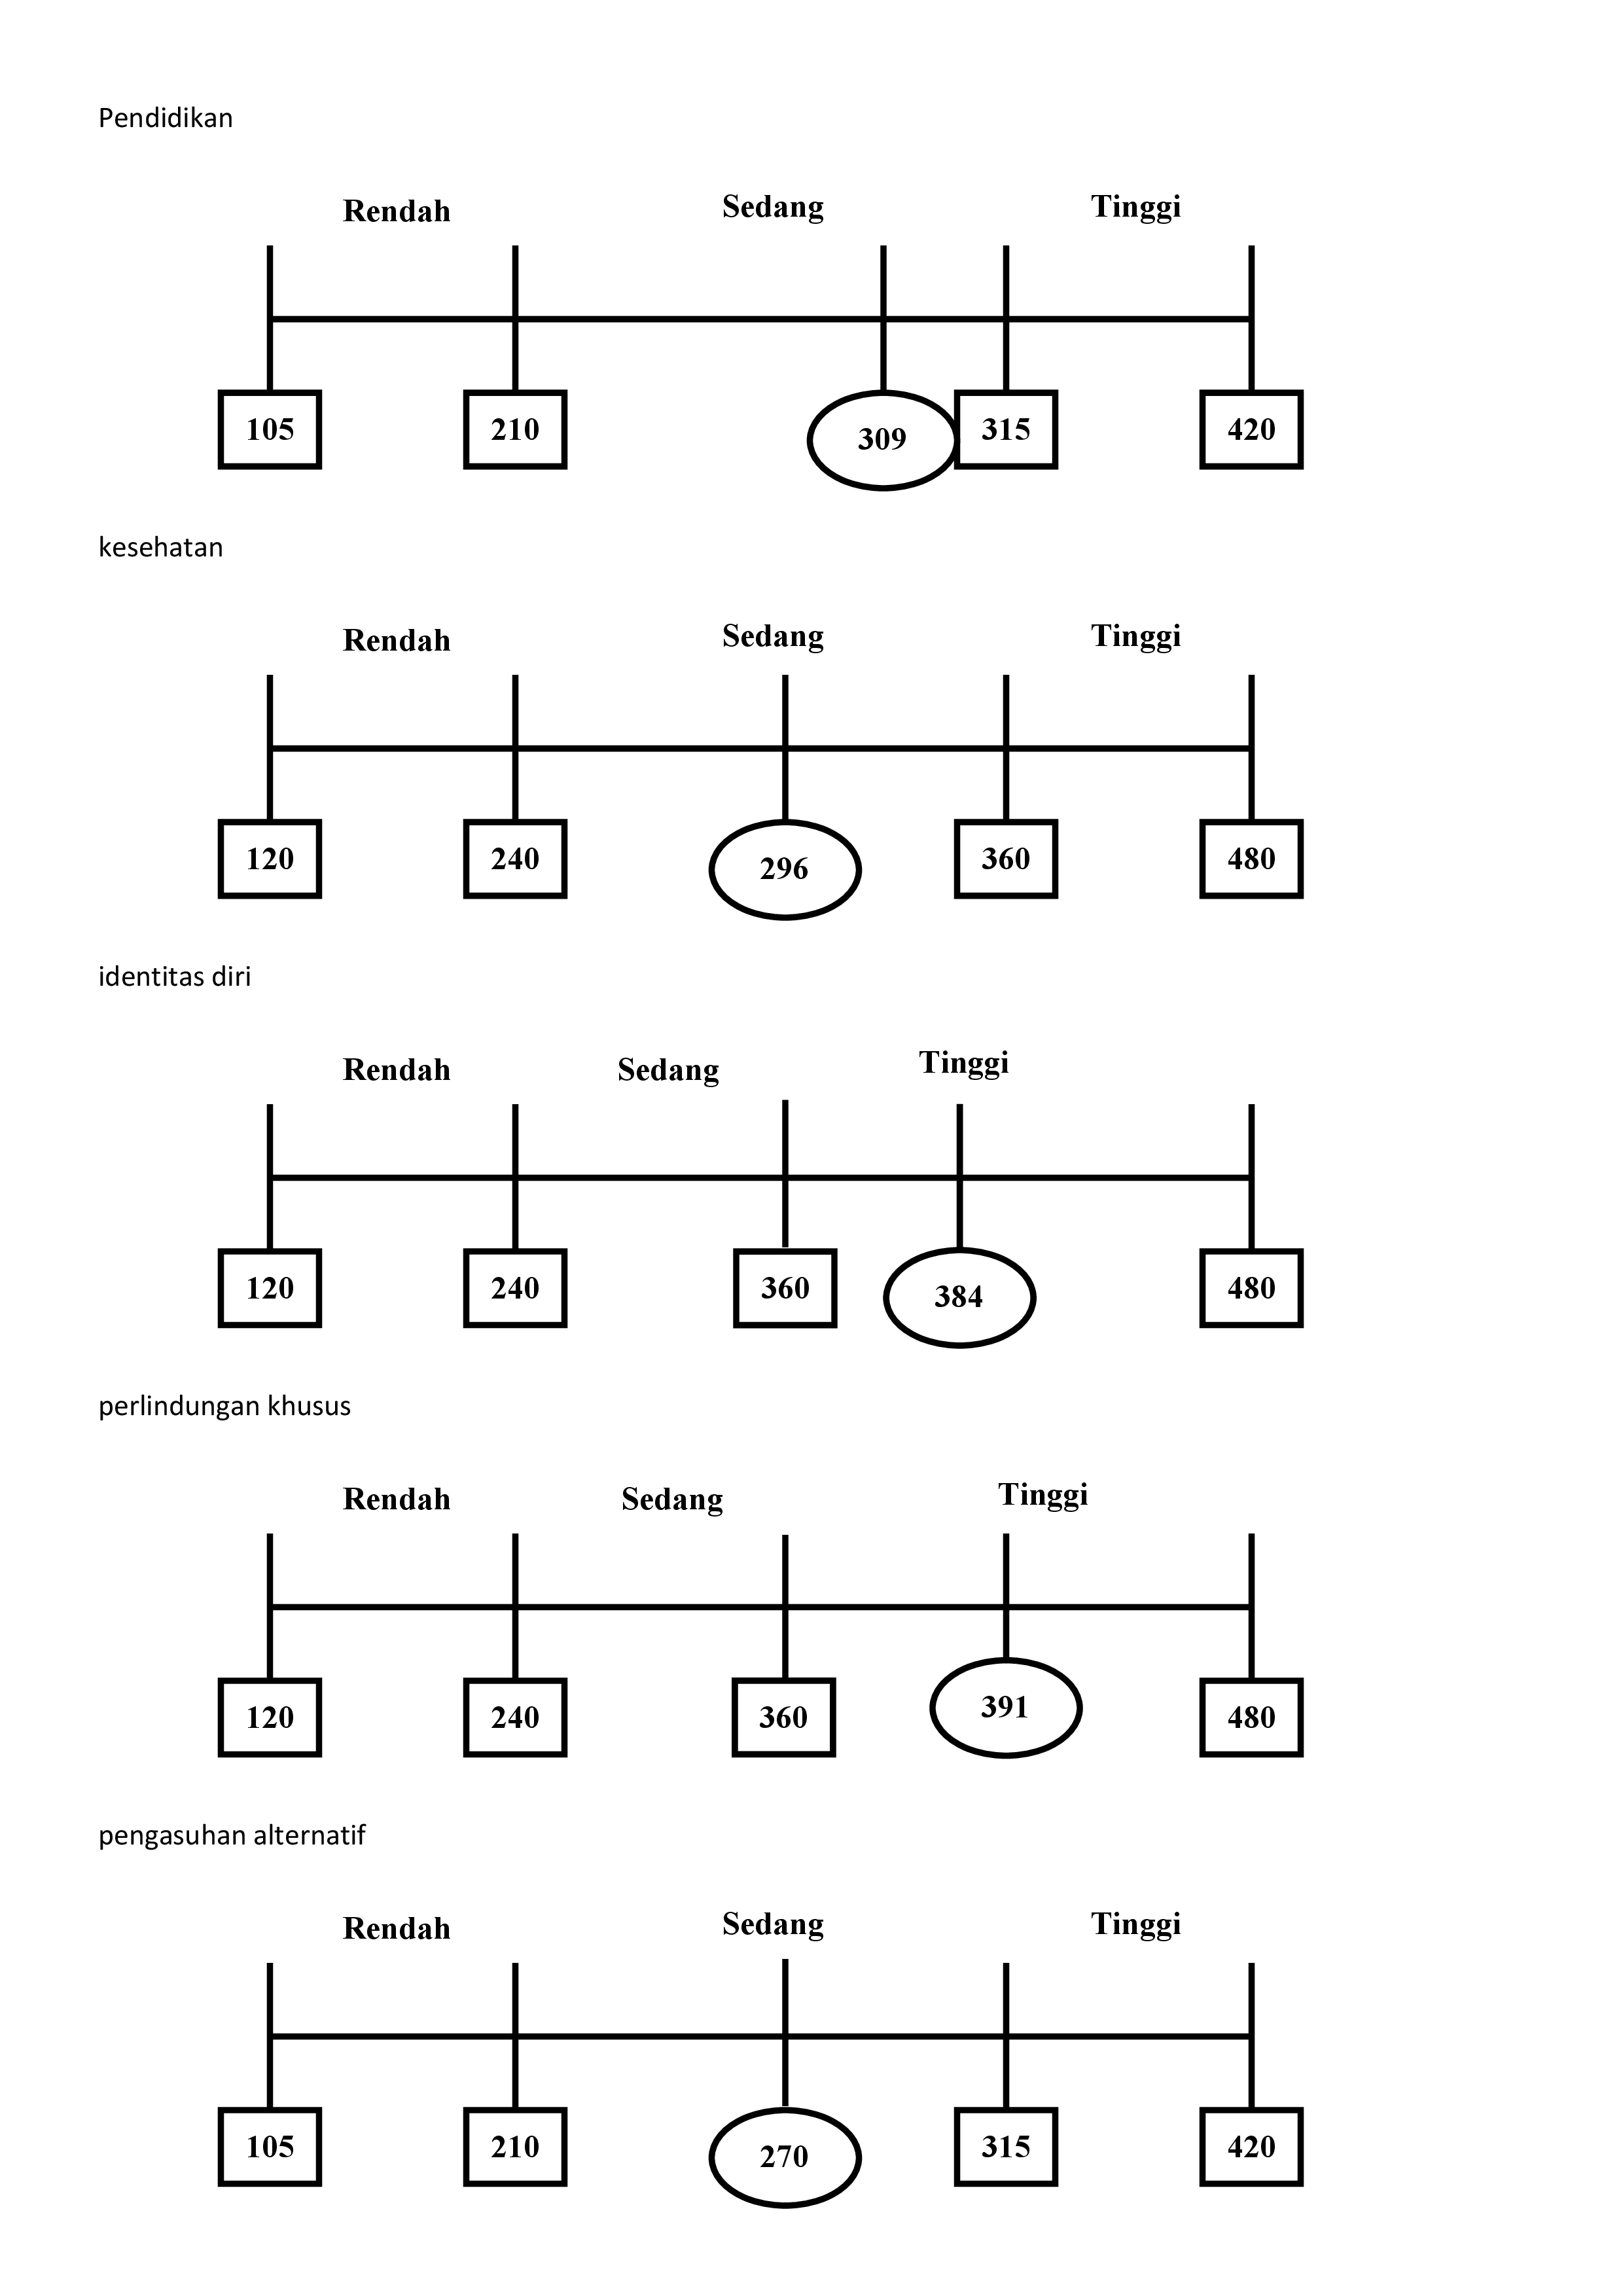 Pendidikan
Rendah Sedang Tinggi
105 210 309 315 420
kesehatan
Rendah Sedang Tinggi
120 240 296 360 480
identitas diri
Rendah Sedang Tinggi
120 240 360 384 480
perlindungan khusus
Rendah Sedang Tinggi
120 240 360 391 480
pengasuhan alternatif
Rendah Sedang Tinggi
105 210 270 315 420